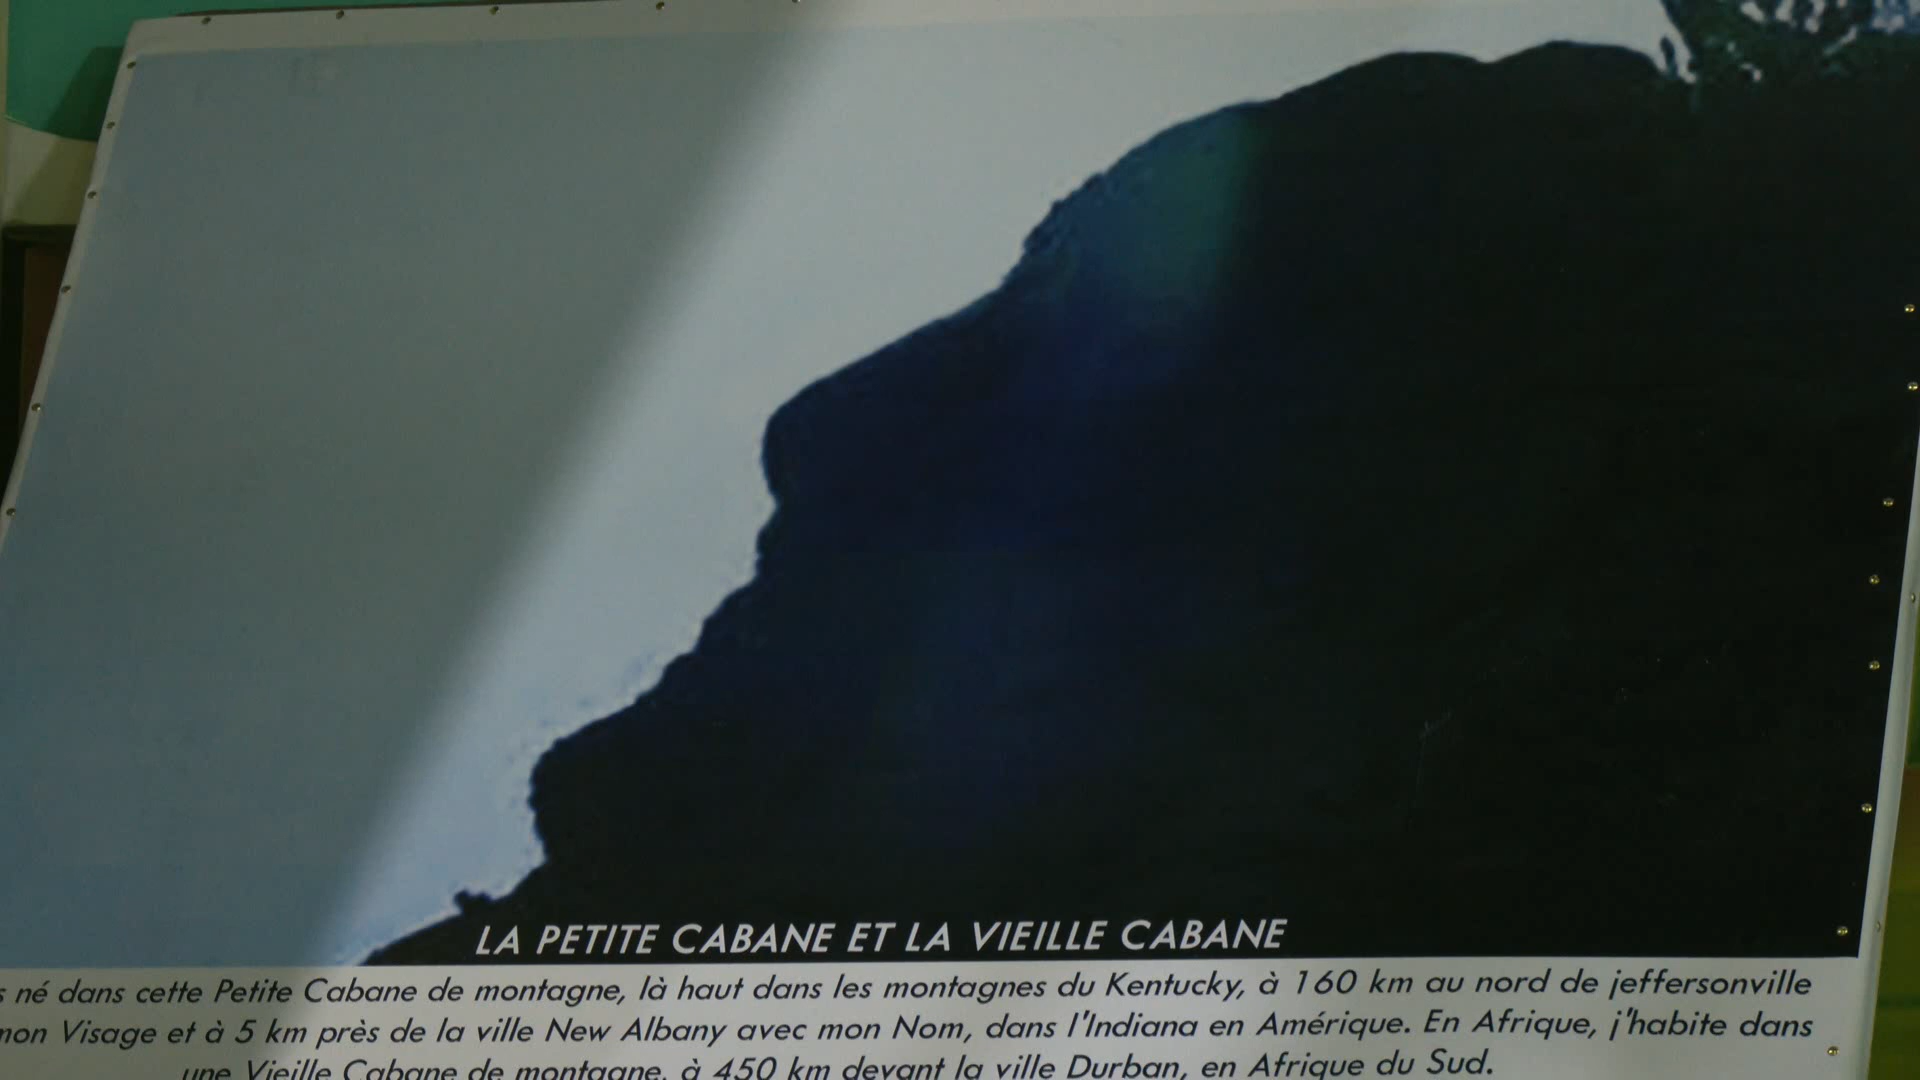 LA PETITE CABANE ET LA VIEILLE CABANE
né dans cette Petite Cabane de montagne, là haut dans les montagnes du Kentucky, à 160 km au nord de jeffersonville
mon Visage et à 5 km près de la ville New Albany avec mon Nom, dans l'Indiana en Amérique. En Afrique, j'habite dans
une Vieille Cabane de montagne, à 450 km devant la ville Durban, en Afrique du Sud.